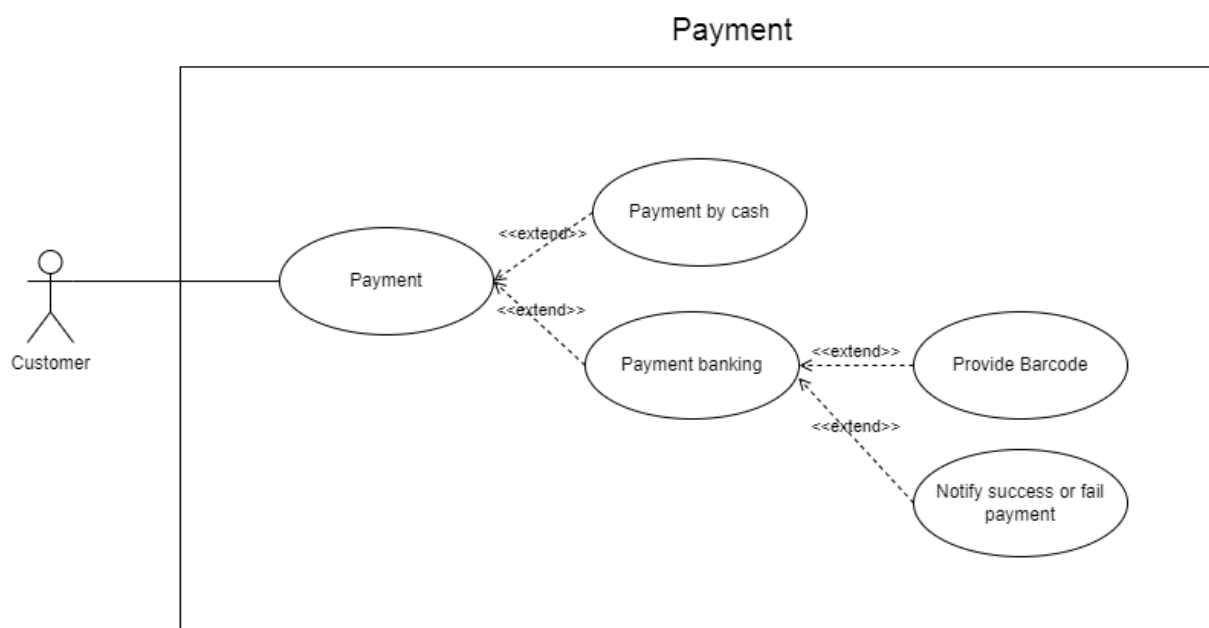 Payment
Payment by cash
<<extend>>
Payment
<<extend>>
Customer
Payment banking
<<extend>>
Provide Barcode
<<extend>>
Notify success or fail
payment